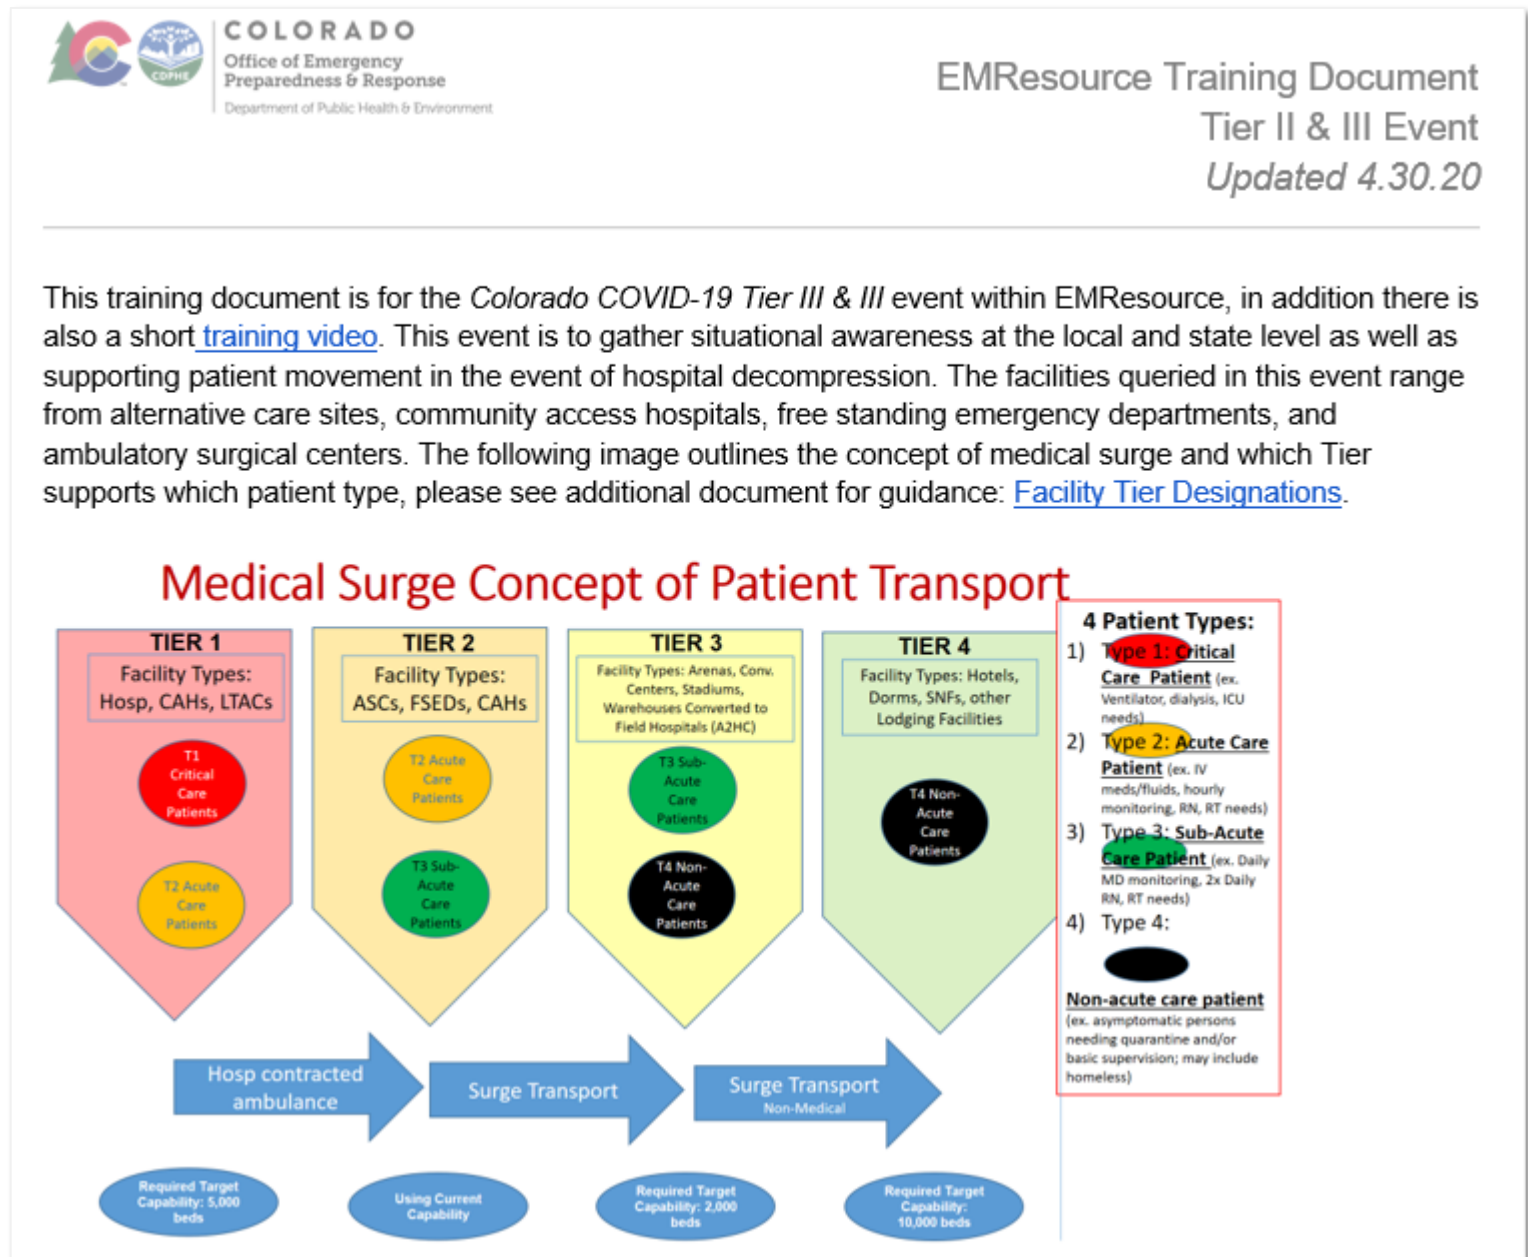 COLORADO
Office of Emergency
Preparedness & Response
Department of Public Health & Environment
CDPHE
EMResource Training Document
Tier II & III Event
Updated 4.30.20
This training document is for the Colorado COVID-19 Tier III & III event within EMResource, in addition there is
also a short training video. This event is to gather situational awareness at the local and state level as well as
supporting patient movement in the event of hospital decompression. The facilities queried in this event range
from alternative care sites, community access hospitals, free standing emergency departments, and
ambulatory surgical centers. The following image outlines the concept of medical surge and which Tier
supports which patient type, please see additional document for guidance: Facility Tier Designations.
Medical Surge Concept of Patient Transport
TIER 1
Facility Types:
Hosp, CAHs, LTACs
T1
Critical
Care
Patients
T2 Acute
Care
Patients
TIER 2
Facility Types:
ASCs, FSEDs, CAHs
T2 Acute
Care
Patients
T3 Sub-
Acute
Care
Patients
TIER 3
Facility Types: Arenas, Conv.
Centers, Stadiums,
Warehouses Converted to
Field Hospitals (A2HC)
T3 Sub-
Acute
Care
Patients
T4 Non-
Acute
Care
Patients
TIER 4
Facility Types: Hotels,
Dorms, SNFs, other
Lodging Facilities
T4 Non-
Acute
Care
Patients
4 Patient Types:
1) Type 1: Critical
Care Patient (ex.
Ventilator, dialysis, ICU
needs)
2) Type 2: Acute Care
Patient (ex. IV
meds/fluids, hourly
monitoring, RN, RT needs)
3) Type 3: Sub-Acute
Care Patient (ex. Daily
MD monitoring, 2x Daily
RN, RT needs)
4) Type 4:
Non-acute care patient
(ex. asymptomatic persons
needing quarantine and/or
basic supervision; may include
homeless)
Hosp contracted
ambulance
Surge Transport
Surge Transport
Non-Medical
Required Target
Capability: 5,000
beds
Using Current
Capability
Required Target
Capability: 2,000
beds
Required Target
Capability:
10,000 beds